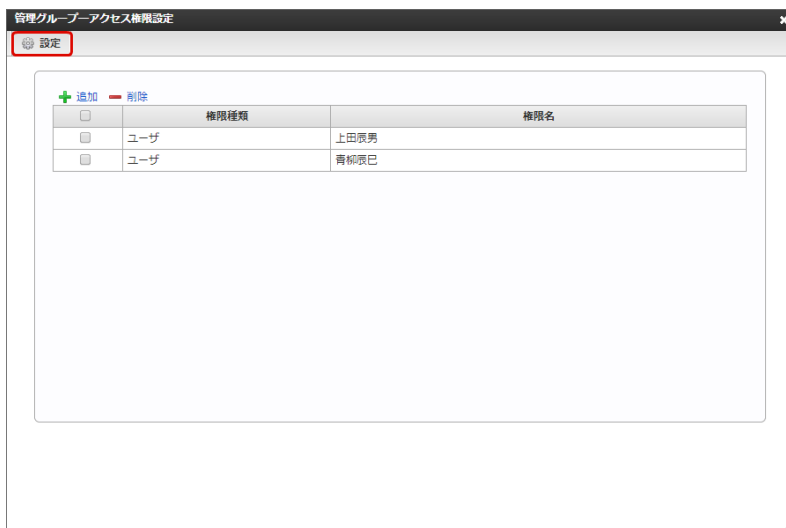 管理グループーアクセス権限設定
設定
追加 削除
権限種類 権限名
ユーザ 上田辰男
ユーザ 青柳辰巳